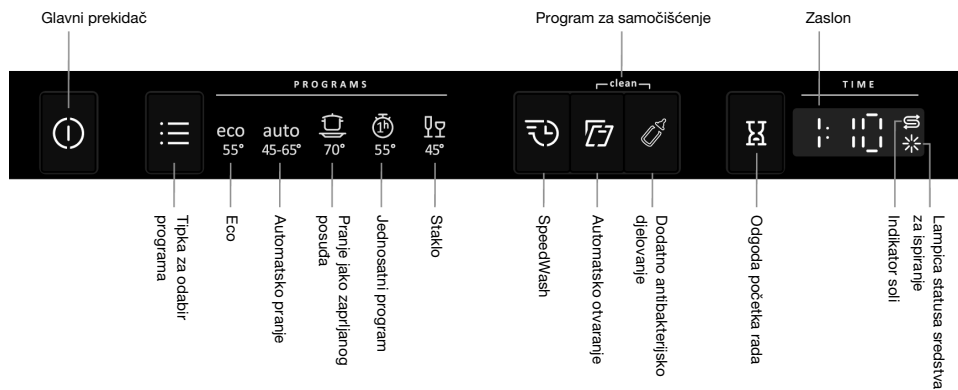 Glavni prekidač
Program za samočišćenje
Zaslon
PROGRAMS
clean
TIME
eco
55°
auto
45-65°
70°
1h
55°
45°
1:10
Tipka za odabir
programa
Eco
Automatsko pranje
Pranje jako zaprljanog
posuđa
Jednosatni program
Staklo
SpeedWash
Automatsko otvaranje
Dodatno antibakterijsko
djelovanje
Odgoda početka rada
Indikator soli
Lampica statusa sredstva
za ispiranje